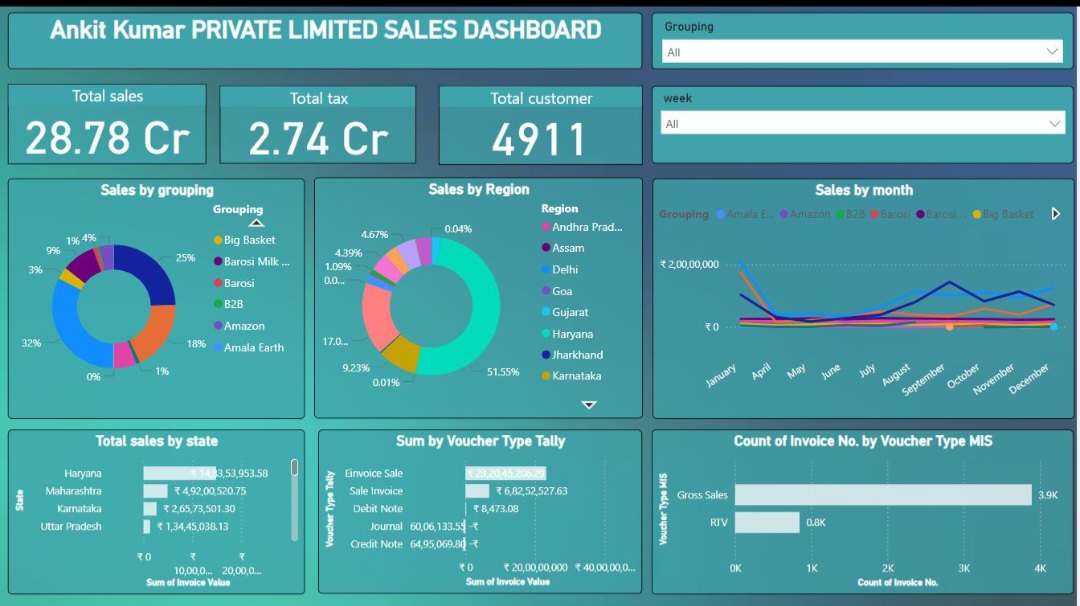 Ankit Kumar PRIVATE LIMITED SALES DASHBOARD
Grouping
All
week
All
Total sales
28.78 Cr
Total tax
2.74 Cr
Total customer
4911
Sales by grouping
Grouping
Big Basket
Barosi Milk ...
Barosi
B2B
Amazon
Amala Earth
25%
18%
1%
0%
32%
3%
9%
1%
4%
Sales by Region
Region
Andhra Prad...
Assam
Delhi
Goa
Gujarat
Haryana
Jharkhand
Karnataka
0.04%
51.55%
0.01%
9.23%
17.0...
0.0...
1.09%
4.39%
4.67%
Sales by month
Grouping Amala E... Amazon B2B Barosi Barosi ... Big Basket
₹ 2,00,00,000
₹ 0
January April May June July August September October November December
Total sales by state
State
Haryana ₹ 14,83,53,953.58
Maharashtra ₹ 4,92,00,520.75
Karnataka ₹ 2,65,73,501.30
Uttar Pradesh ₹ 1,34,45,038.13
₹ 0 ₹ 10,00,0... ₹ 20,00,0...
Sum of Invoice Value
Sum by Voucher Type Tally
Voucher Type Tally
Einvoice Sale ₹ 23,20,45,206.29
Sale Invoice ₹ 6,82,52,527.63
Debit Note ₹ 8,473.08
Journal 60,06,133.55 -₹
Credit Note 64,95,069.80 -₹
₹ 0 ₹ 20,00,00,000 ₹ 40,00,00,0...
Sum of Invoice Value
Count of Invoice No. by Voucher Type MIS
Voucher Type MIS
Gross Sales 3.9K
RTV 0.8K
0K 1K 2K 3K 4K
Count of Invoice No.